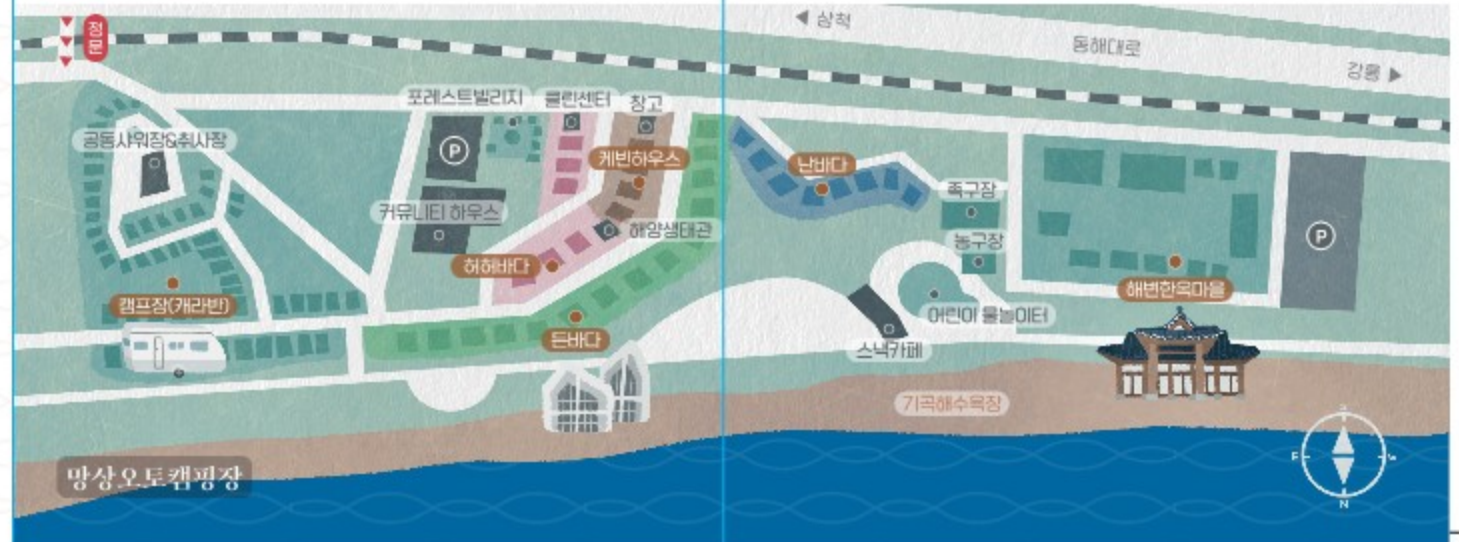 정문
◀ 삼척
동해대로
강릉 ▶
포레스트빌리지
클린센터
창고
공동샤워장&취사장
P
케빈하우스
난바다
족구장
커뮤니티 하우스
해양생태관
농구장
P
허허바다
해변한옥마을
캠프장(캐라반)
어린이 물놀이터
든바다
스낵카페
기곡해수욕장
망상오토캠핑장
S
E
W
N